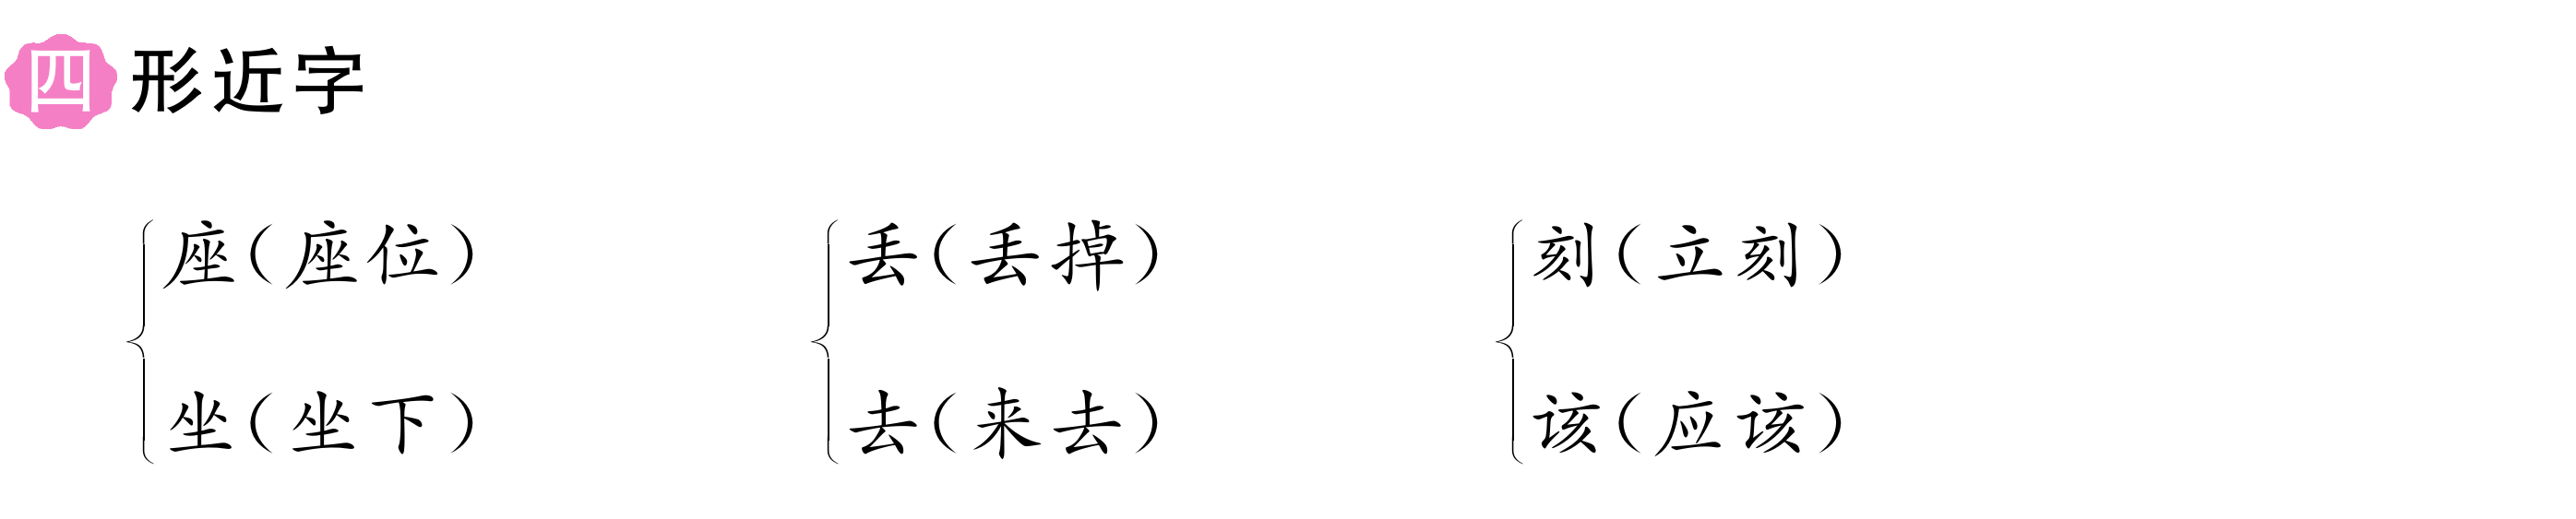 四 形近字
座(座位) 丢(丢掉) 刻(立刻)
坐(坐下) 去(来去) 该(应该)